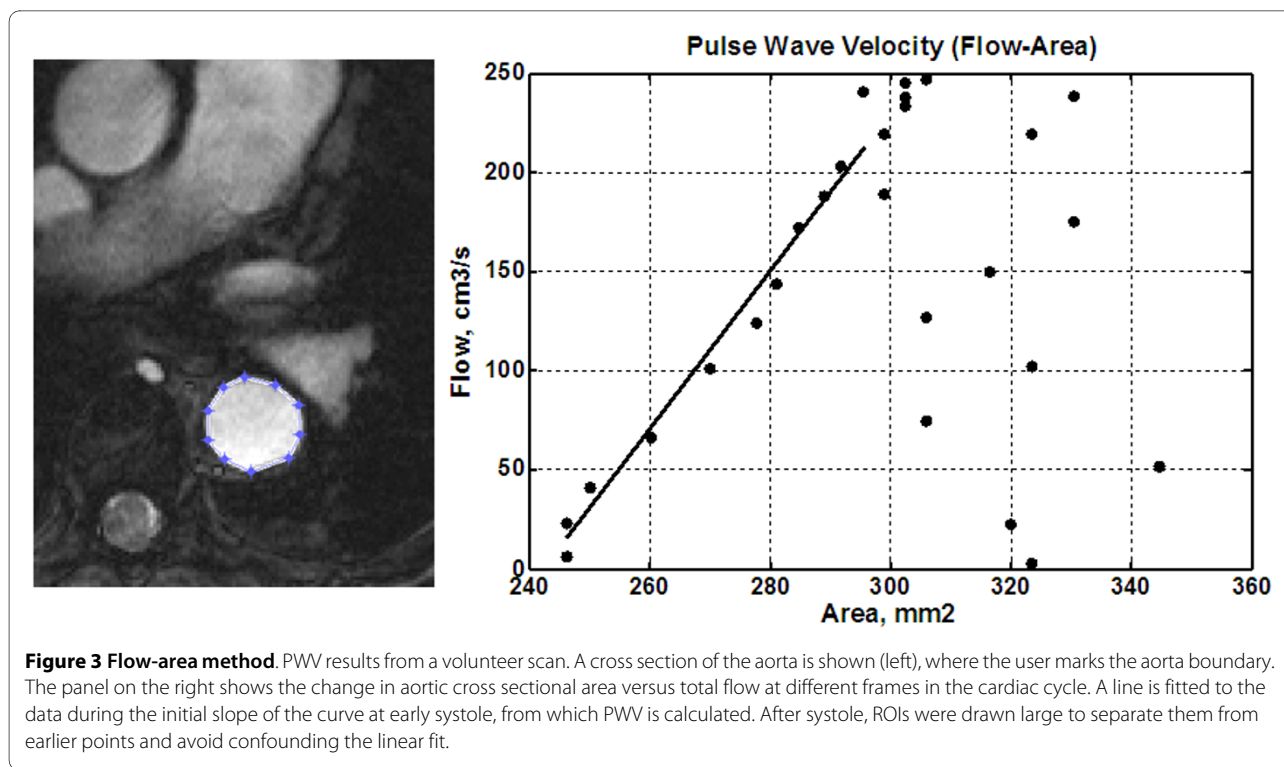 Pulse Wave Velocity (Flow-Area)
250
200
150
100
50
0
Flow, cm3/s
240 260 280 300 320 340 360
Area, mm2
Figure 3 Flow-area method. PWV results from a volunteer scan. A cross section of the aorta is shown (left), where the user marks the aorta boundary.
The panel on the right shows the change in aortic cross sectional area versus total flow at different frames in the cardiac cycle. A line is fitted to the
data during the initial slope of the curve at early systole, from which PWV is calculated. After systole, ROIs were drawn large to separate them from
earlier points and avoid confounding the linear fit.